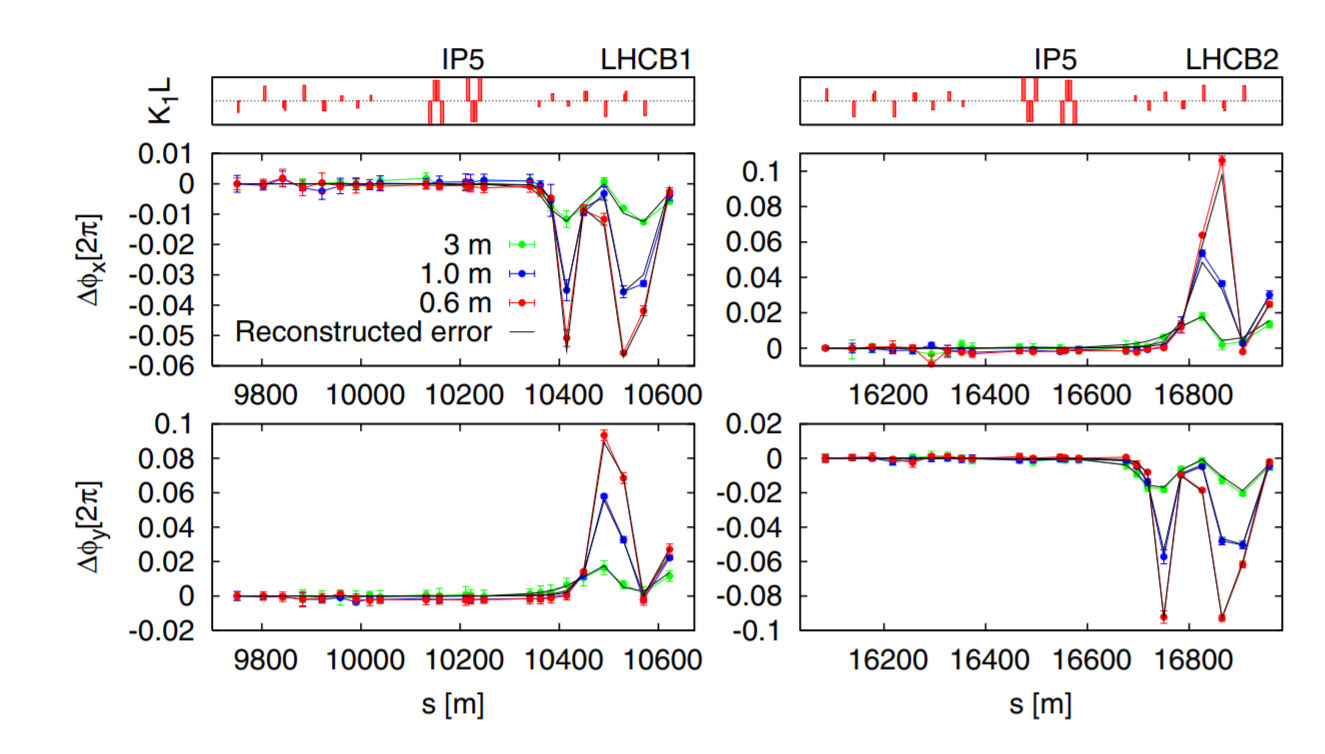 IP5 LHCB1
K1L
0.01
0
-0.01
-0.02
-0.03
-0.04
-0.05
-0.06
Δϕx[2π]
3 m
1.0 m
0.6 m
Reconstructed error
9800 10000 10200 10400 10600
0.1
0.08
0.06
0.04
0.02
0
-0.02
Δϕy[2π]
9800 10000 10200 10400 10600
s [m]
IP5 LHCB2
0.1
0.08
0.06
0.04
0.02
0
16200 16400 16600 16800
0.02
0
-0.02
-0.04
-0.06
-0.08
-0.1
16200 16400 16600 16800
s [m]